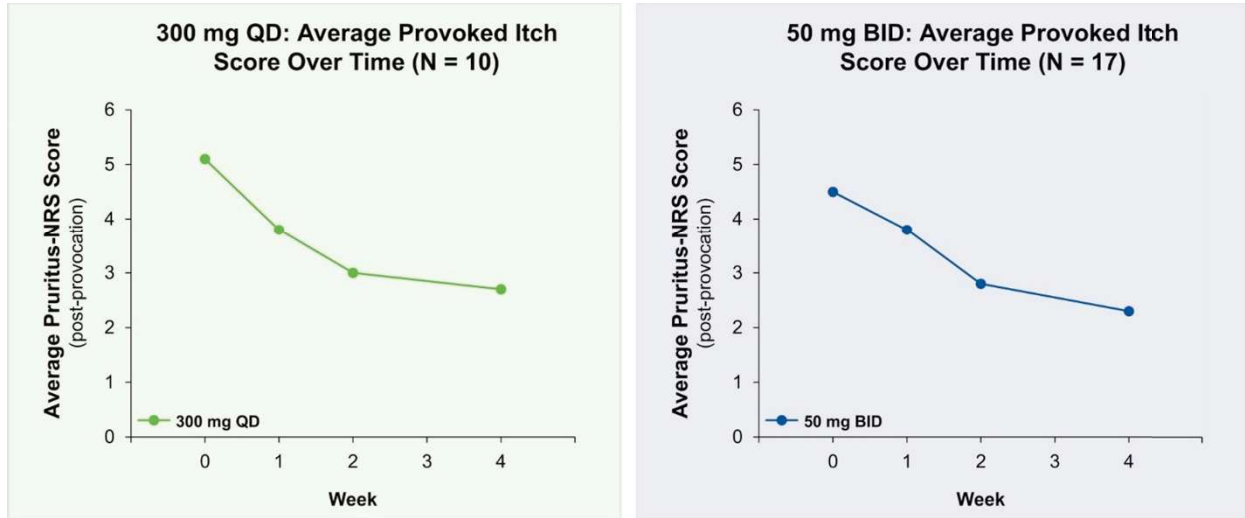 300 mg QD: Average Provoked Itch
Score Over Time (N = 10)
Average Pruritus-NRS Score
(post-provocation)
6
5
4
3
2
1
0
300 mg QD
0 1 2 3 4
Week
50 mg BID: Average Provoked Itch
Score Over Time (N = 17)
Average Pruritus-NRS Score
(post-provocation)
6
5
4
3
2
1
0
50 mg BID
0 1 2 3 4
Week